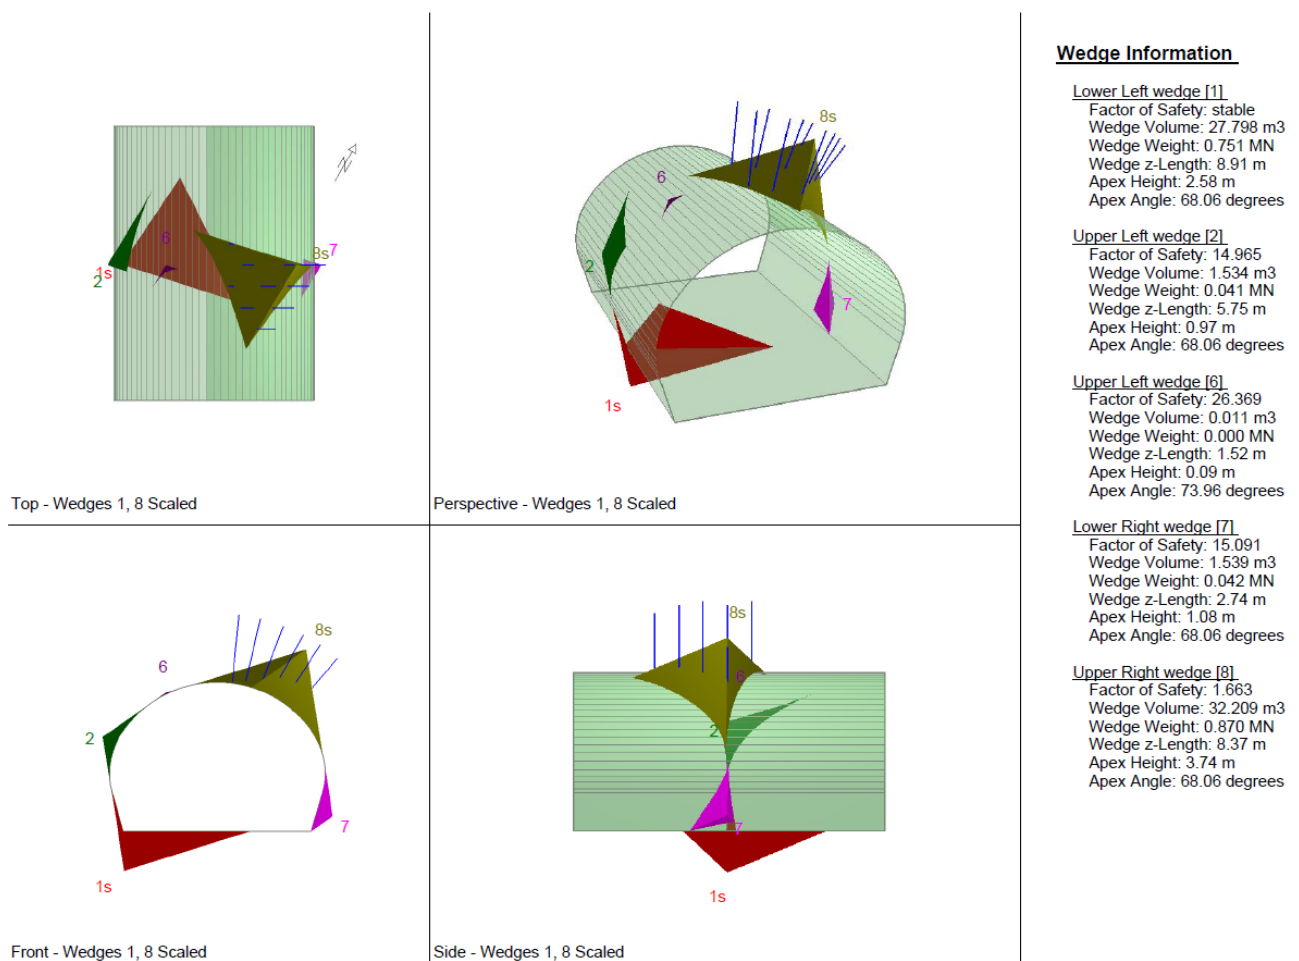 8s
6
2
7
1s
Perspective - Wedges 1, 8 Scaled
N
6
8s
7
1s
2
Top - Wedges 1, 8 Scaled
8s
6
2
7
1s
Front - Wedges 1, 8 Scaled
8s
6
2
7
1s
Side - Wedges 1, 8 Scaled
Wedge Information
Lower Left wedge [1]
Factor of Safety: stable
Wedge Volume: 27.798 m3
Wedge Weight: 0.751 MN
Wedge z-Length: 8.91 m
Apex Height: 2.58 m
Apex Angle: 68.06 degrees
Upper Left wedge [2]
Factor of Safety: 14.965
Wedge Volume: 1.534 m3
Wedge Weight: 0.041 MN
Wedge z-Length: 5.75 m
Apex Height: 0.97 m
Apex Angle: 68.06 degrees
Upper Left wedge [6]
Factor of Safety: 26.369
Wedge Volume: 0.011 m3
Wedge Weight: 0.000 MN
Wedge z-Length: 1.52 m
Apex Height: 0.09 m
Apex Angle: 73.96 degrees
Lower Right wedge [7]
Factor of Safety: 15.091
Wedge Volume: 1.539 m3
Wedge Weight: 0.042 MN
Wedge z-Length: 2.74 m
Apex Height: 1.08 m
Apex Angle: 68.06 degrees
Upper Right wedge [8]
Factor of Safety: 1.663
Wedge Volume: 32.209 m3
Wedge Weight: 0.870 MN
Wedge z-Length: 8.37 m
Apex Height: 3.74 m
Apex Angle: 68.06 degrees